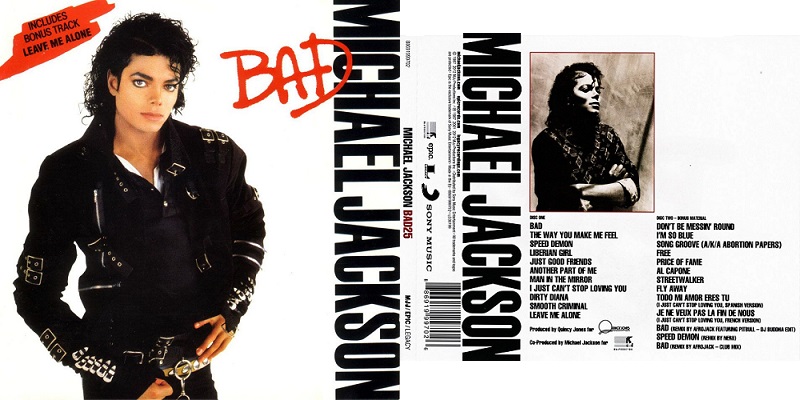 INCLUDES
BONUS TRACK
LEAVE ME ALONE
BAD
MICHAEL JACKSON
MICHAEL JACKSON BAD25
MJJ / EPIC / LEGACY
epic
SONY MUSIC
MICHAEL JACKSON
DISC ONE
BAD
THE WAY YOU MAKE ME FEEL
SPEED DEMON
LIBERIAN GIRL
JUST GOOD FRIENDS
ANOTHER PART OF ME
MAN IN THE MIRROR
I JUST CAN'T STOP LOVING YOU
DIRTY DIANA
SMOOTH CRIMINAL
LEAVE ME ALONE
Produced by Quincy Jones for
Co-Produced by Michael Jackson for
DISC TWO – BONUS MATERIAL
DON'T BE MESSIN' ROUND
I'M SO BLUE
SONG GROOVE (A/K/A ABORTION PAPERS)
FREE
PRICE OF FAME
AL CAPONE
STREETWALKER
FLY AWAY
TODO MI AMOR ERES TU
(I JUST CAN'T STOP LOVING YOU, SPANISH VERSION)
JE NE VEUX PAS LA FIN DE NOUS
(I JUST CAN'T STOP LOVING YOU, FRENCH VERSION)
BAD (REMIX BY AFROJACK FEATURING PITBULL – DJ BUDDHA EDIT)
SPEED DEMON (REMIX BY NERO)
BAD (REMIX BY AFROJACK – CLUB MIX)